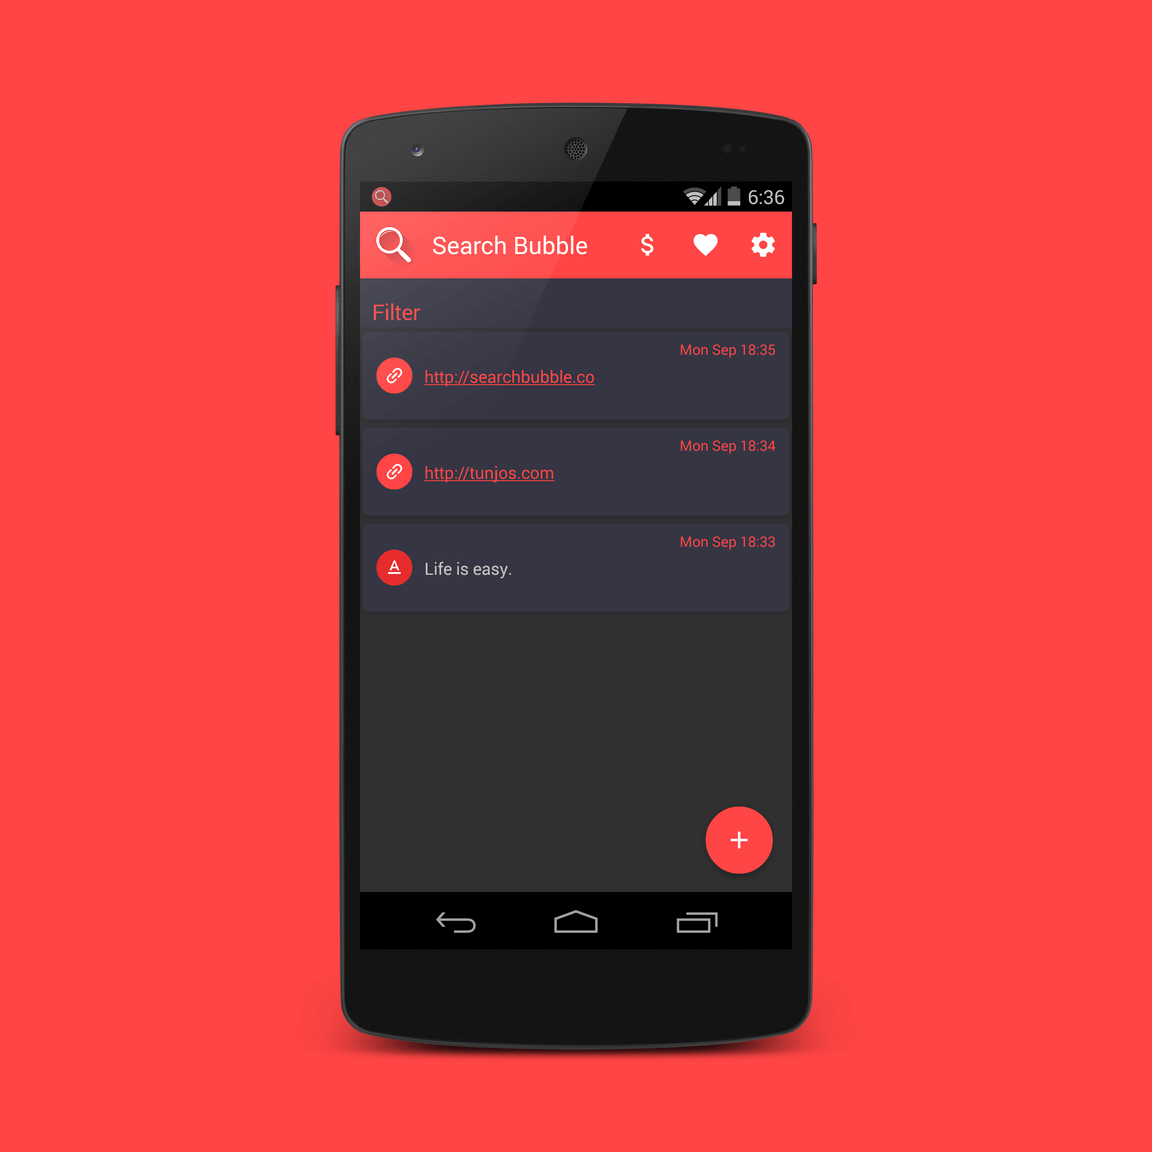 6:36
Search Bubble
Filter
Mon Sep 18:35
http://searchbubble.co
Mon Sep 18:34
http://tunjos.com
Mon Sep 18:33
A
Life is easy.